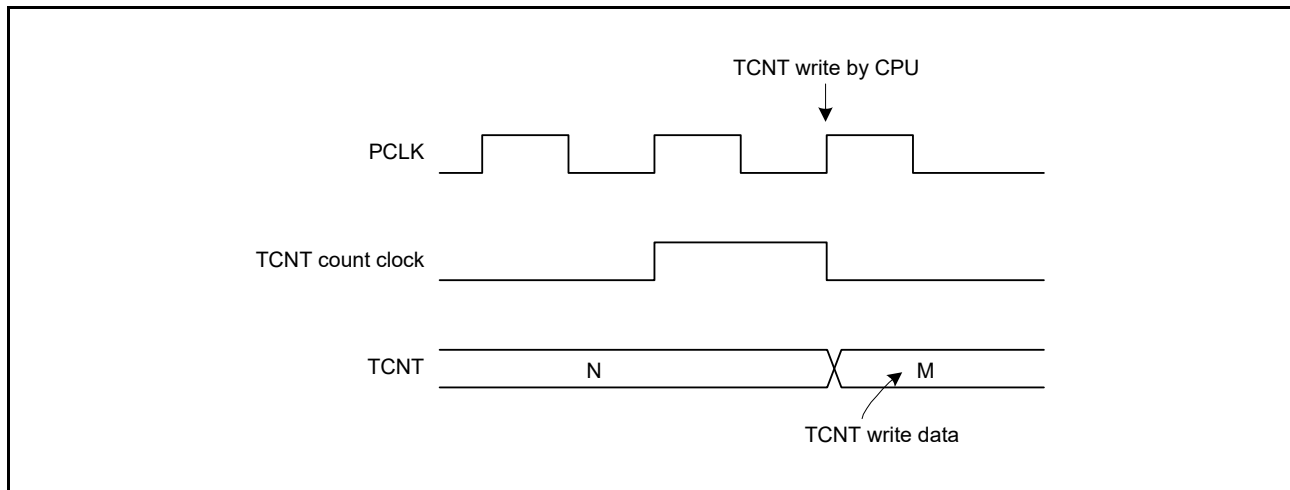 TCNT write by CPU
PCLK
TCNT count clock
TCNT
N
M
TCNT write data